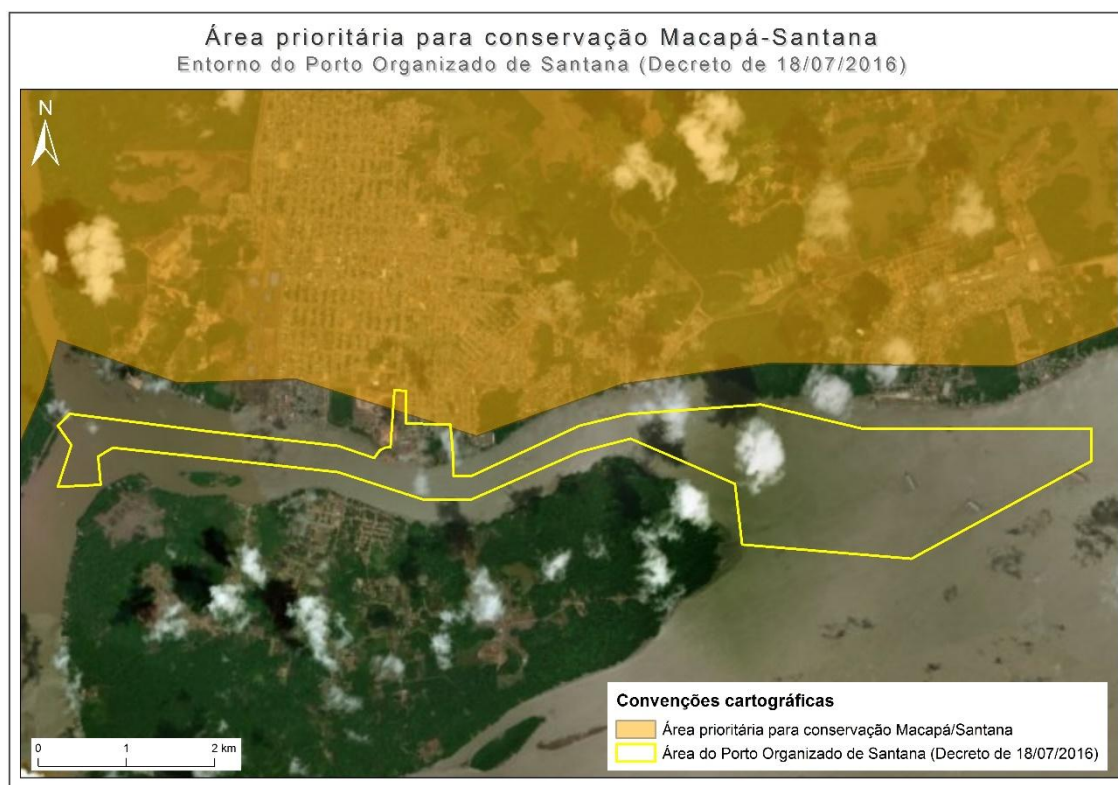 Área prioritária para conservação Macapá-Santana
Entorno do Porto Organizado de Santana (Decreto de 18/07/2016)
N
Convenções cartográficas
Área prioritária para conservação Macapá/Santana
Área do Porto Organizado de Santana (Decreto de 18/07/2016)
0 1 2 km